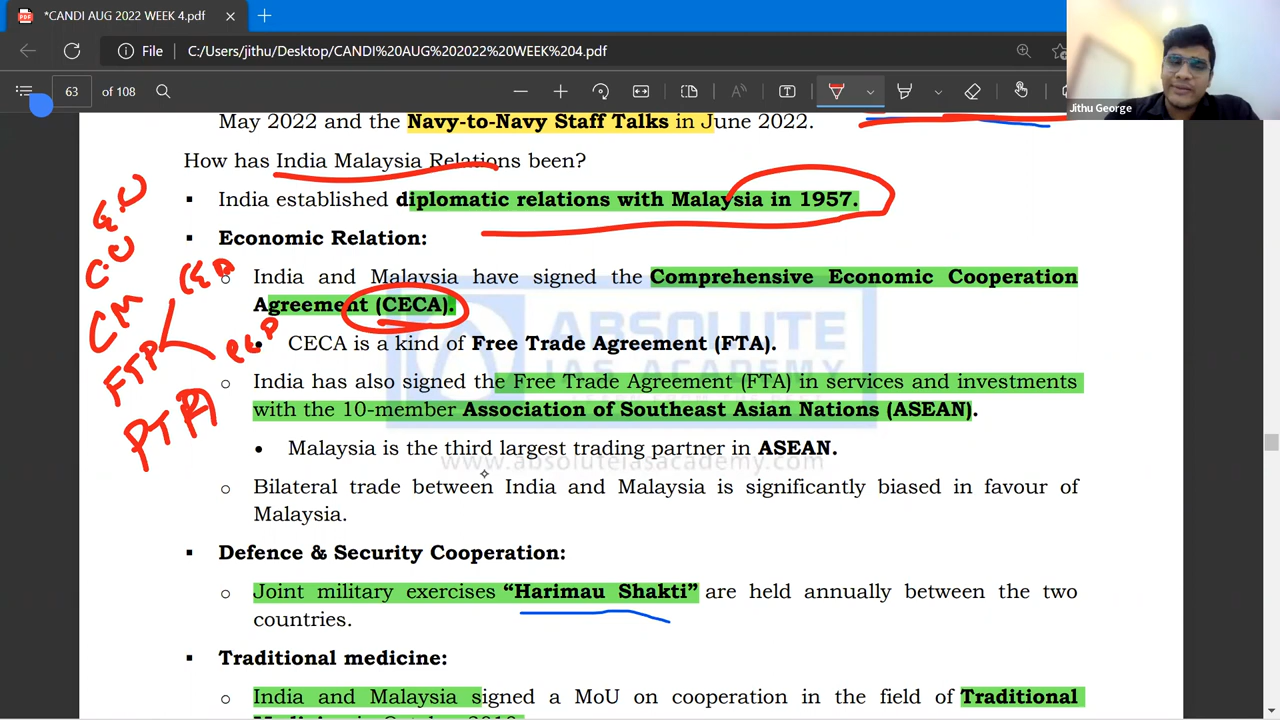 *CANDI AUG 2022 WEEK 4.pdf
File C:/Users/jithu/Desktop/CANDI%20AUG%202022%20WEEK%204.pdf
63 of 108
Jithu George
May 2022 and the Navy-to-Navy Staff Talks in June 2022.
How has India Malaysia Relations been?
▪ India established diplomatic relations with Malaysia in 1957.
▪ Economic Relation:
o India and Malaysia have signed the Comprehensive Economic Cooperation
Agreement (CECA).
• CECA is a kind of Free Trade Agreement (FTA).
o India has also signed the Free Trade Agreement (FTA) in services and investments
with the 10-member Association of Southeast Asian Nations (ASEAN).
• Malaysia is the third largest trading partner in ASEAN.
o Bilateral trade between India and Malaysia is significantly biased in favour of
Malaysia.
▪ Defence & Security Cooperation:
o Joint military exercises “Harimau Shakti” are held annually between the two
countries.
▪ Traditional medicine:
o India and Malaysia signed a MoU on cooperation in the field of Traditional
E.U
C.U
CM
FTP
PTA
ABSOLUTE
IAS ACADEMY
www.absoluteiasacademy.com